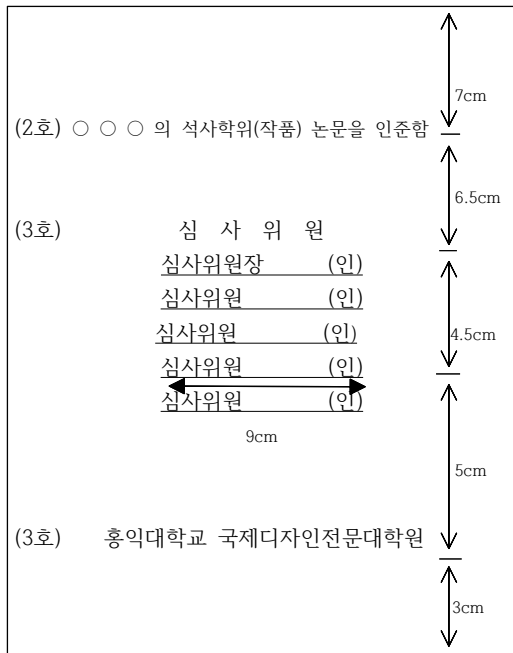 7cm
(2호) ○ ○ ○ 의 석사학위(작품) 논문을 인준함
6.5cm
(3호) 심 사 위 원
심사위원장 (인)
심사위원 (인)
4.5cm
심사위원 (인)
심사위원 (인)
심사위원 (인)
9cm
5cm
(3호) 홍익대학교 국제디자인전문대학원
3cm